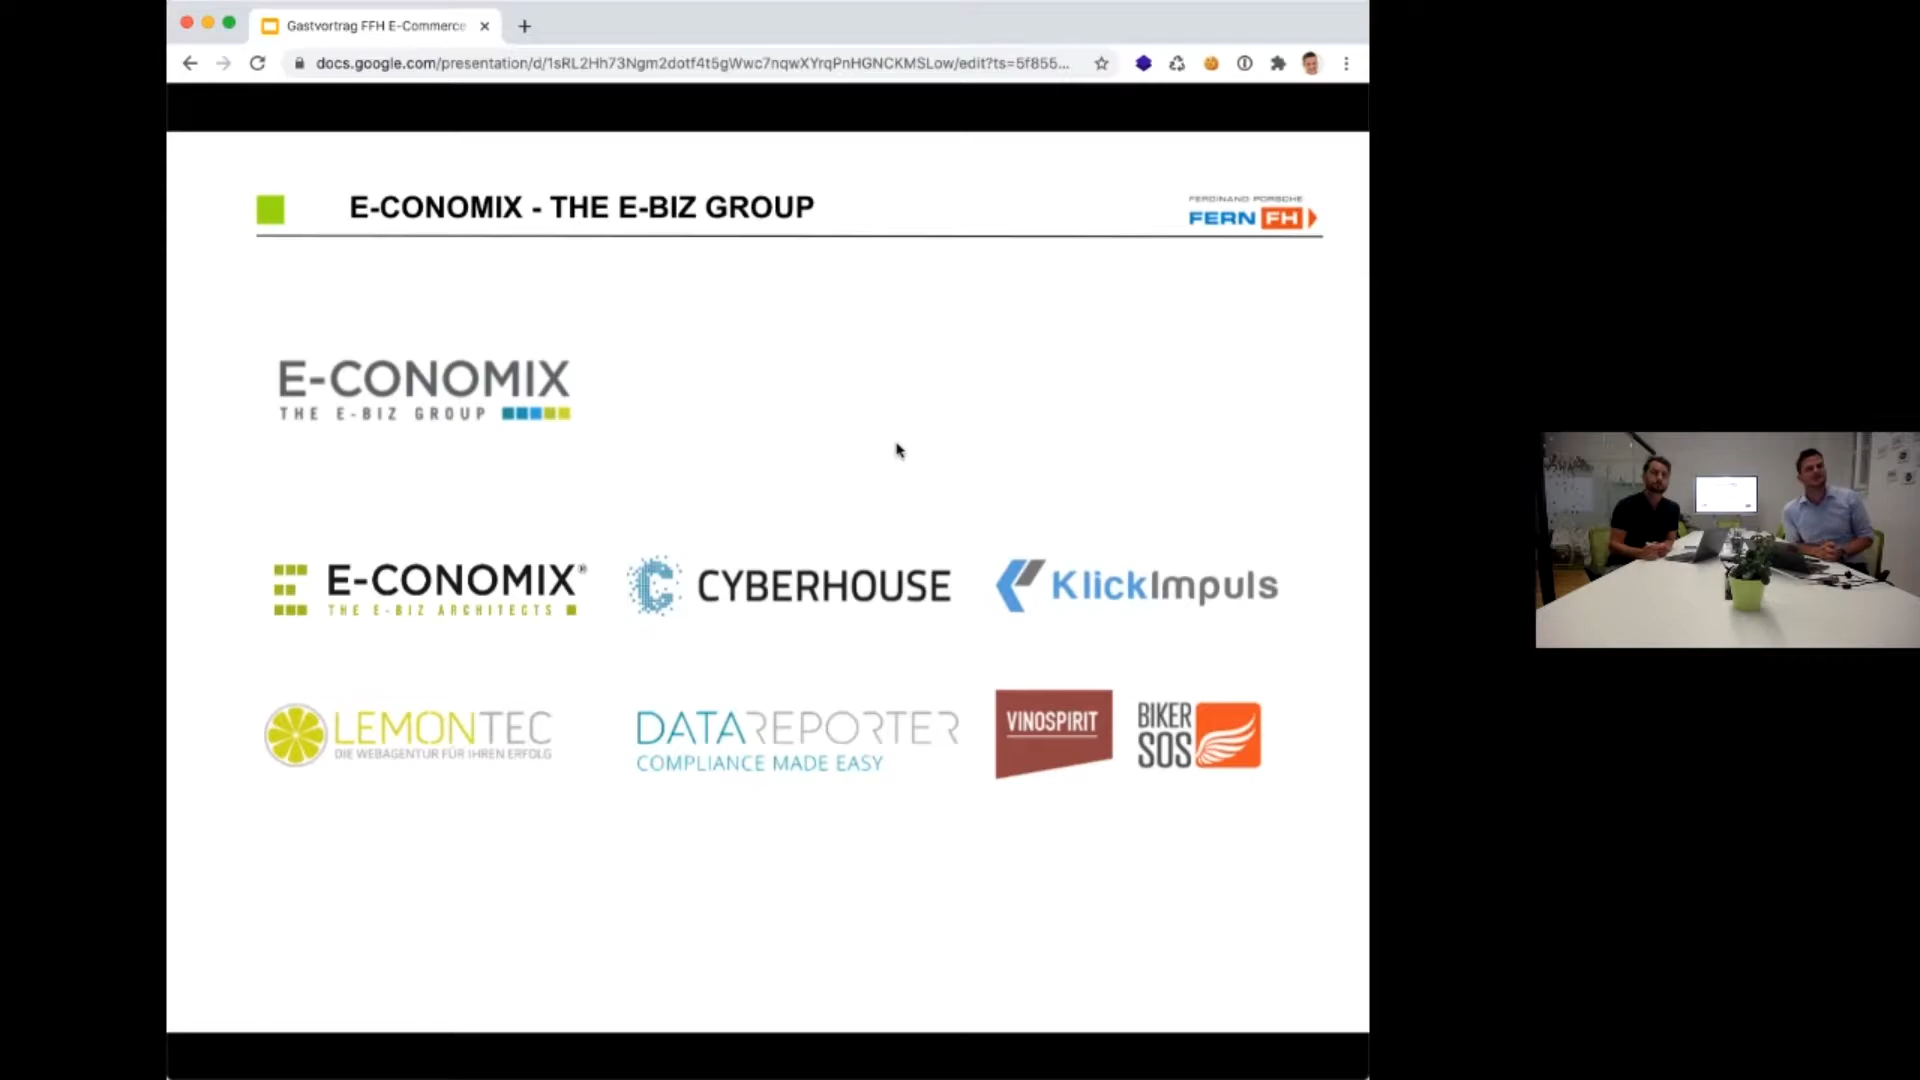 Gastvortrag FFH E-Commerce
docs.google.com/presentation/d/1sRL2Hh73Ngm2dotf4t5gWwc7nqwXYrqPnHGNCKMSLow/edit?ts=5f855...
E-CONOMIX - THE E-BIZ GROUP
FERDINAND PORSCHE
FERN FH
E-CONOMIX
THE E-BIZ GROUP
E-CONOMIX®
THE E-BIZ ARCHITECTS
CYBERHOUSE
KlickImpuls
LEMONTEC
DIE WEBAGENTUR FÜR IHREN ERFOLG
DATAREPORTER
COMPLIANCE MADE EASY
VINOSPIRIT
BIKER
SOS